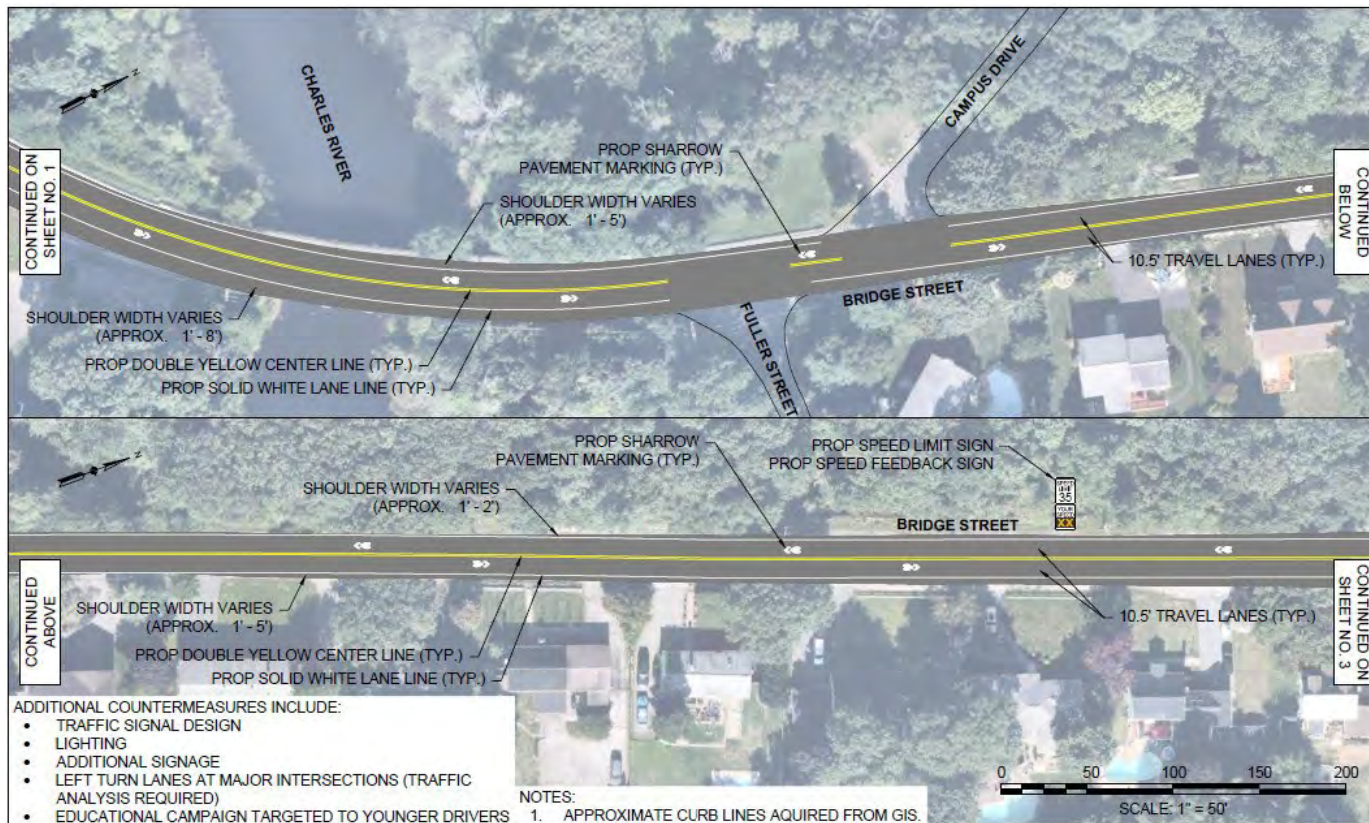 CHARLES RIVER
CAMPUS DRIVE
N
PROP SHARROW
PAVEMENT MARKING (TYP.)
SHOULDER WIDTH VARIES
(APPROX. 1' - 5')
CONTINUED ON
SHEET NO. 1
CONTINUED
BELOW
10.5' TRAVEL LANES (TYP.)
BRIDGE STREET
FULLER STREET
SHOULDER WIDTH VARIES
(APPROX. 1' - 8')
PROP DOUBLE YELLOW CENTER LINE (TYP.)
PROP SOLID WHITE LANE LINE (TYP.)
N
PROP SHARROW
PAVEMENT MARKING (TYP.)
PROP SPEED LIMIT SIGN
PROP SPEED FEEDBACK SIGN
SHOULDER WIDTH VARIES
(APPROX. 1' - 2')
SPEED
LIMIT
35
YOUR
SPEED
XX
BRIDGE STREET
CONTINUED
ABOVE
CONTINUED ON
SHEET NO. 3
SHOULDER WIDTH VARIES
(APPROX. 1' - 5')
10.5' TRAVEL LANES (TYP.)
PROP DOUBLE YELLOW CENTER LINE (TYP.)
PROP SOLID WHITE LANE LINE (TYP.)
ADDITIONAL COUNTERMEASURES INCLUDE:
• TRAFFIC SIGNAL DESIGN
• LIGHTING
• ADDITIONAL SIGNAGE
• LEFT TURN LANES AT MAJOR INTERSECTIONS (TRAFFIC
ANALYSIS REQUIRED)
• EDUCATIONAL CAMPAIGN TARGETED TO YOUNGER DRIVERS
NOTES:
1. APPROXIMATE CURB LINES AQUIRED FROM GIS.
0 50 100 150 200
SCALE: 1" = 50'